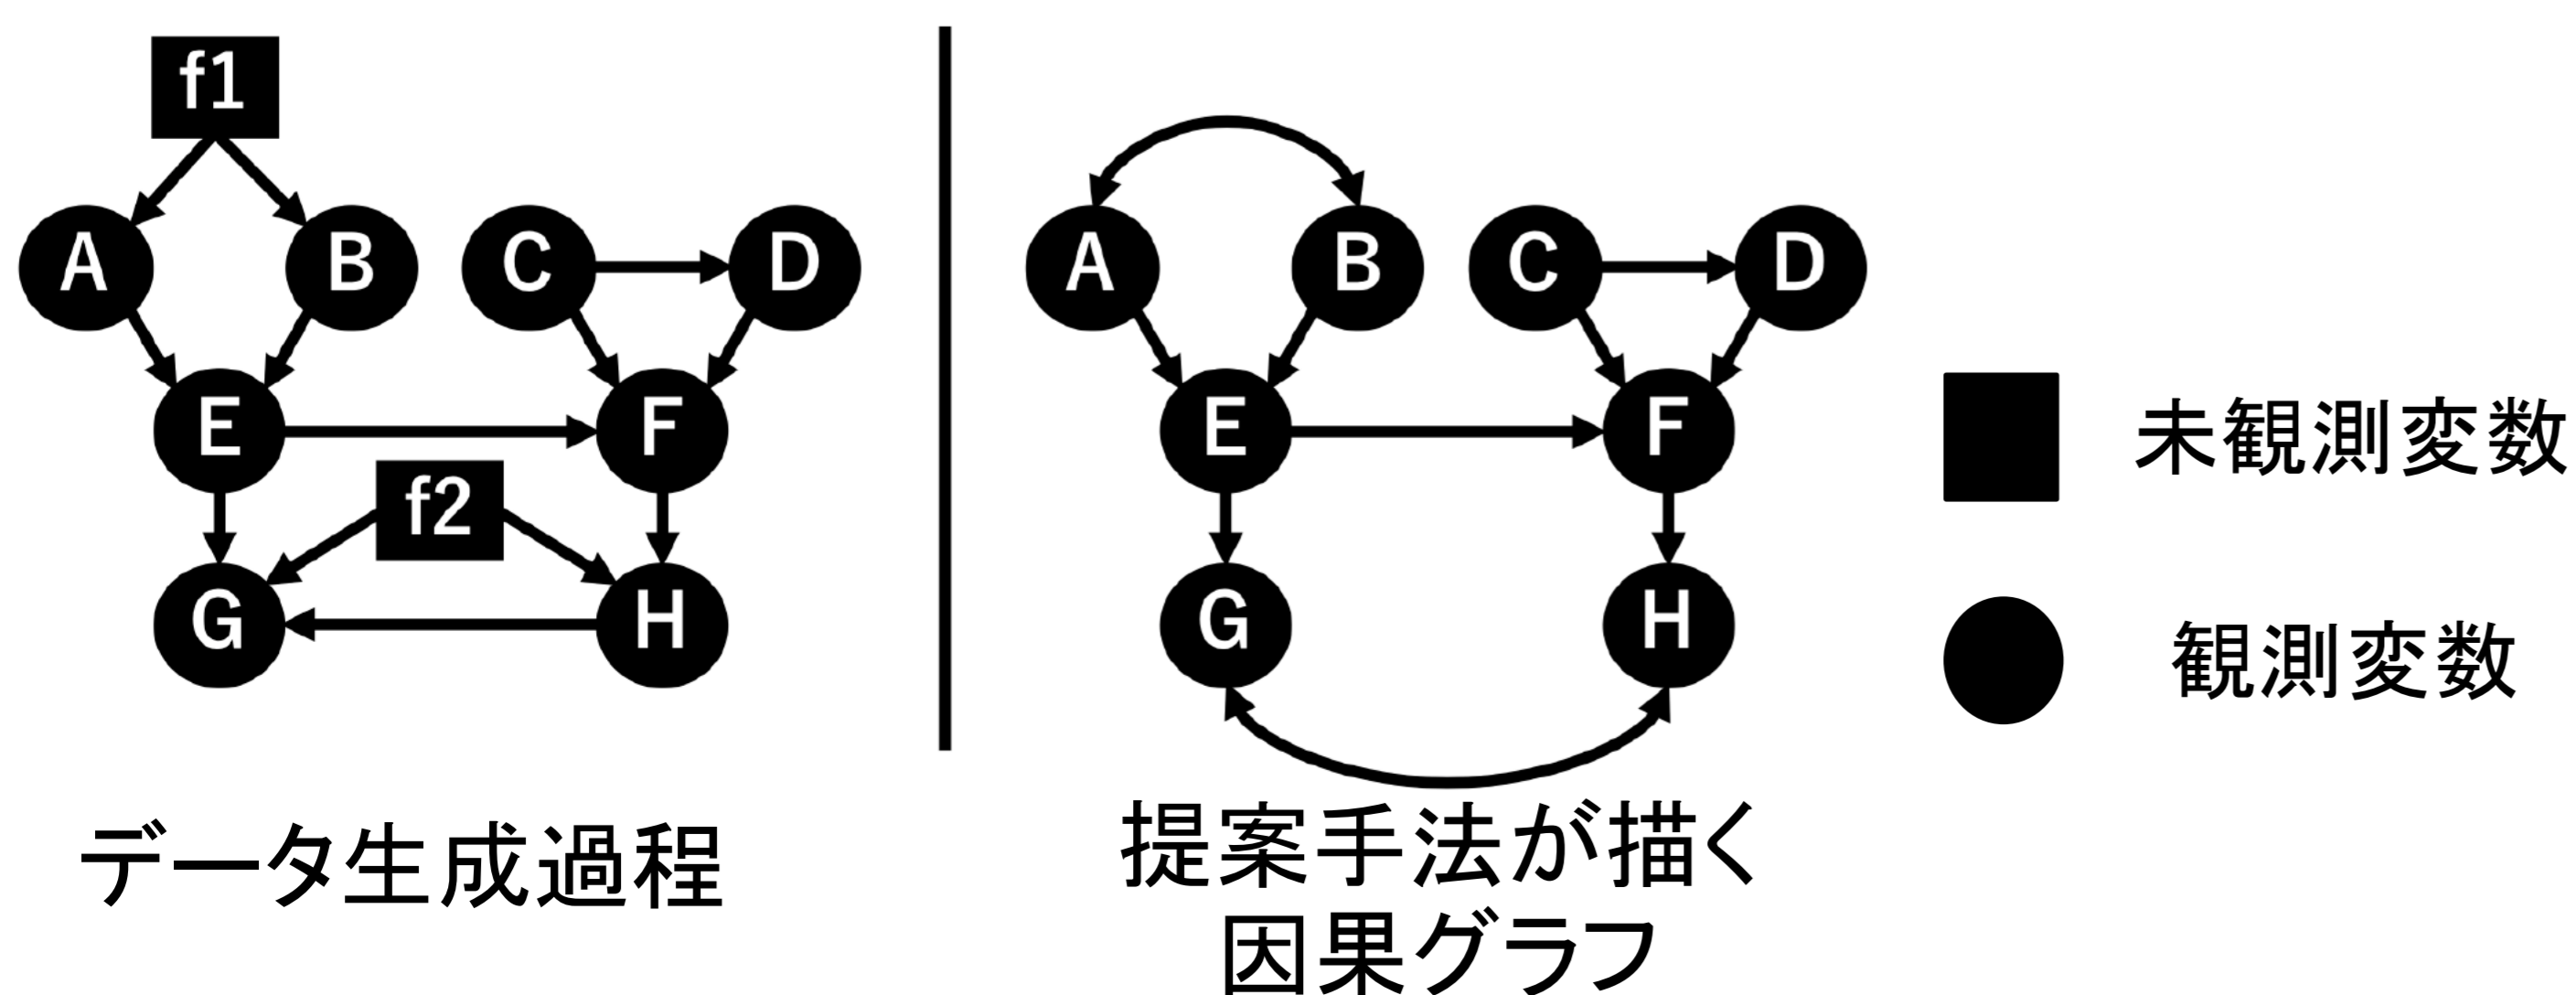 f1
A B C D
E F
f2
G H
データ生成過程
A B C D
E F
G H
提案手法が描く
因果グラフ
未観測変数
観測変数